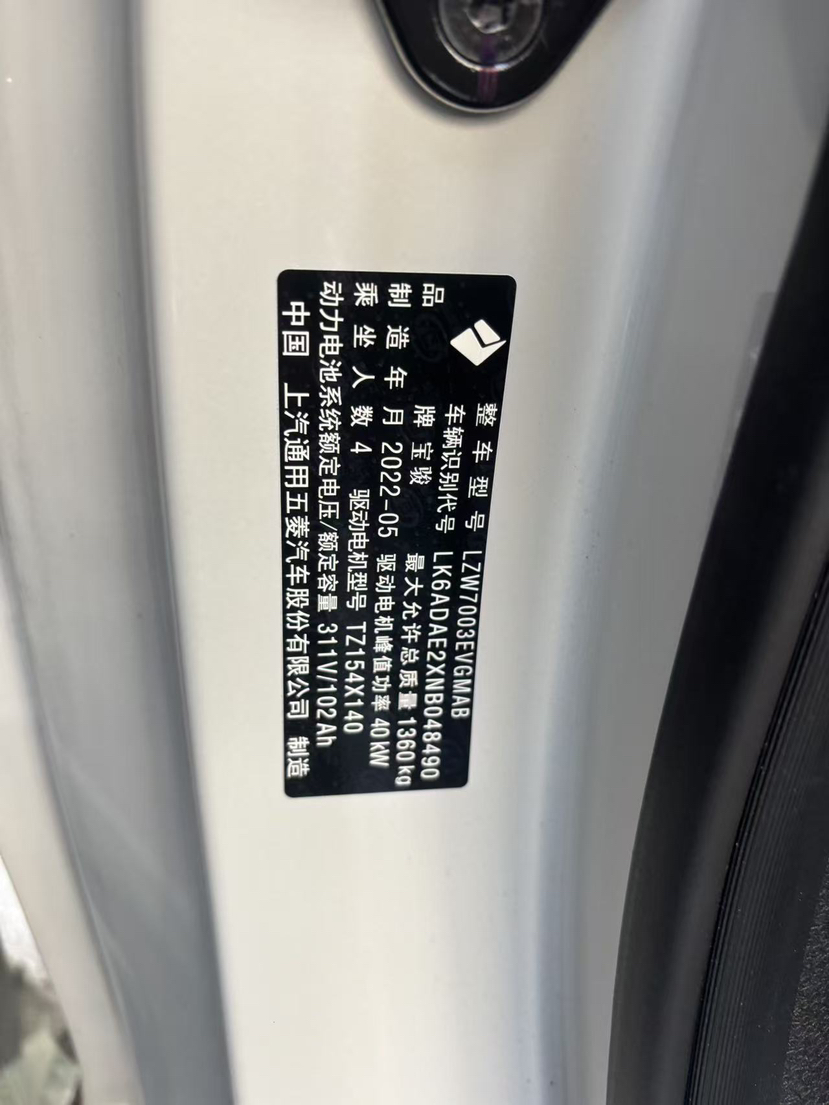 整车型号 LZW7003EVGMAB
车辆识别代号 LK6ADAE2XNB048490
品牌 宝骏 最大允许总质量 1360kg
制造年月 2022-05 驱动电机峰值功率 40kW
乘坐人数 4 驱动电机型号 TZ154X140
动力电池系统额定电压/额定容量 311V/102Ah
中国 上汽通用五菱汽车股份有限公司 制造